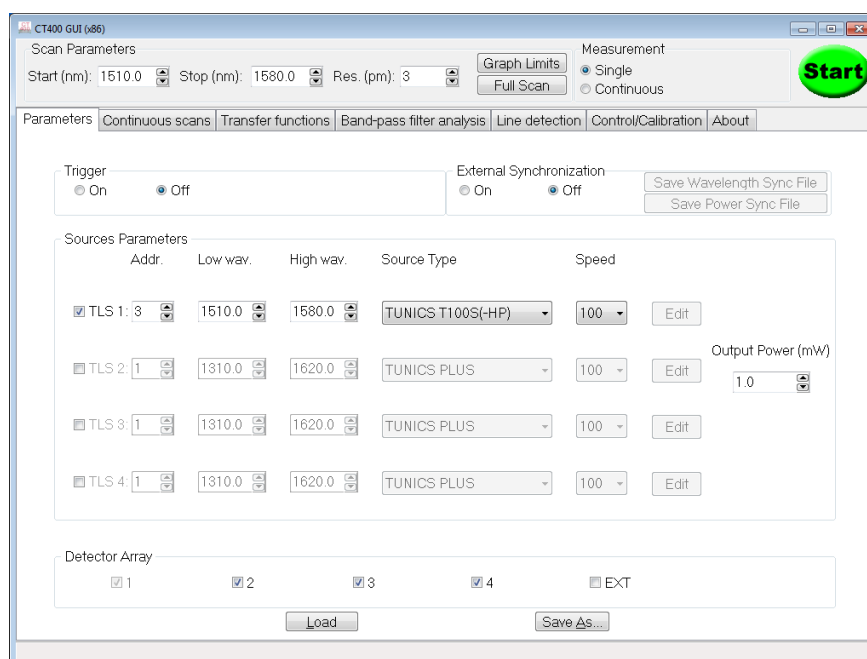 CT400 GUI (x86)
Scan Parameters
Measurement
Start (nm): 1510.0 Stop (nm): 1580.0 Res. (pm): 3 Graph Limits Single Start
Full Scan Continuous
Parameters Continuous scans Transfer functions Band-pass filter analysis Line detection Control/Calibration About
Trigger External Synchronization
On Off On Off Save Wavelength Sync File
Save Power Sync File
Sources Parameters
Addr. Low wav. High wav. Source Type Speed
TLS 1: 3 1510.0 1580.0 TUNICS T100S(-HP) 100 Edit
Output Power (mW)
TLS 2: 1 1310.0 1620.0 TUNICS PLUS 100 Edit
1.0
TLS 3: 1 1310.0 1620.0 TUNICS PLUS 100 Edit
TLS 4: 1 1310.0 1620.0 TUNICS PLUS 100 Edit
Detector Array
1 2 3 4 EXT
Load Save As...